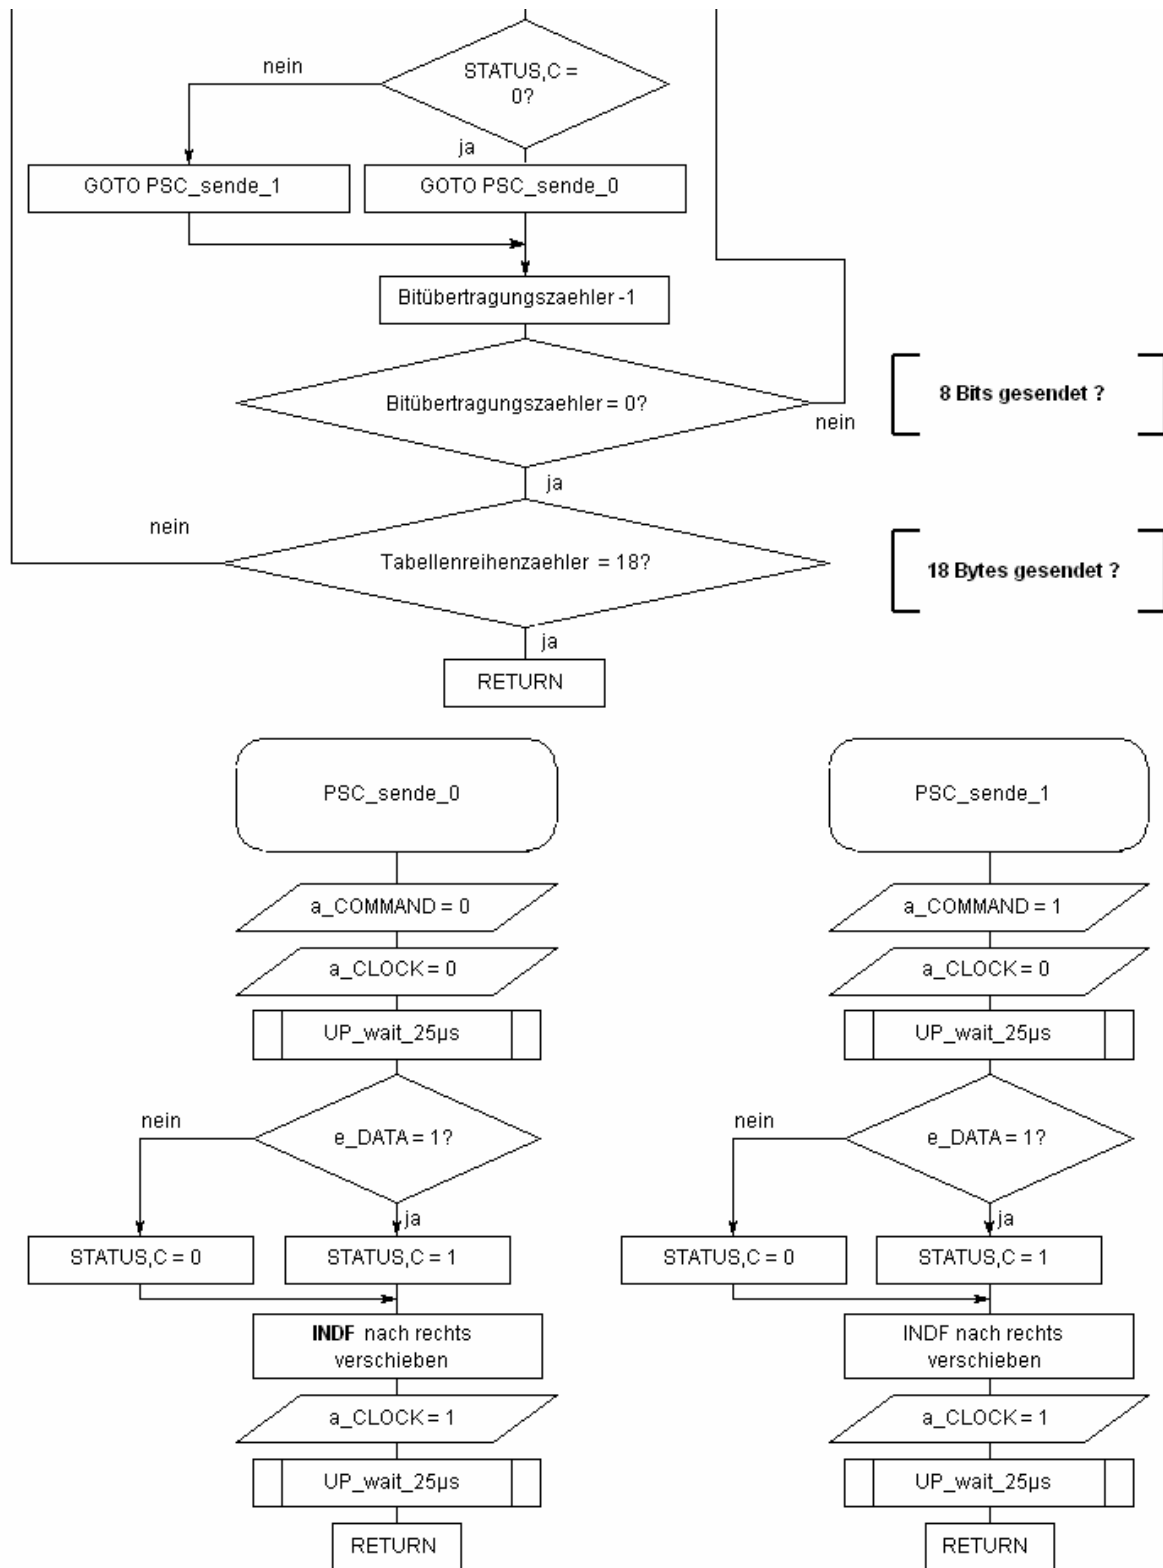 nein
STATUS,C =
0?
ja
GOTO PSC_sende_1
GOTO PSC_sende_0
Bitübertragungszaehler -1
Bitübertragungszaehler = 0?
nein
8 Bits gesendet ?
ja
nein
Tabellenreihenzaehler = 18?
18 Bytes gesendet ?
ja
RETURN
PSC_sende_0
a_COMMAND = 0
a_CLOCK = 0
UP_wait_25µs
nein
e_DATA = 1?
ja
STATUS,C = 0
STATUS,C = 1
INDF nach rechts
verschieben
a_CLOCK = 1
UP_wait_25µs
RETURN
PSC_sende_1
a_COMMAND = 1
a_CLOCK = 0
UP_wait_25µs
nein
e_DATA = 1?
ja
STATUS,C = 0
STATUS,C = 1
INDF nach rechts
verschieben
a_CLOCK = 1
UP_wait_25µs
RETURN